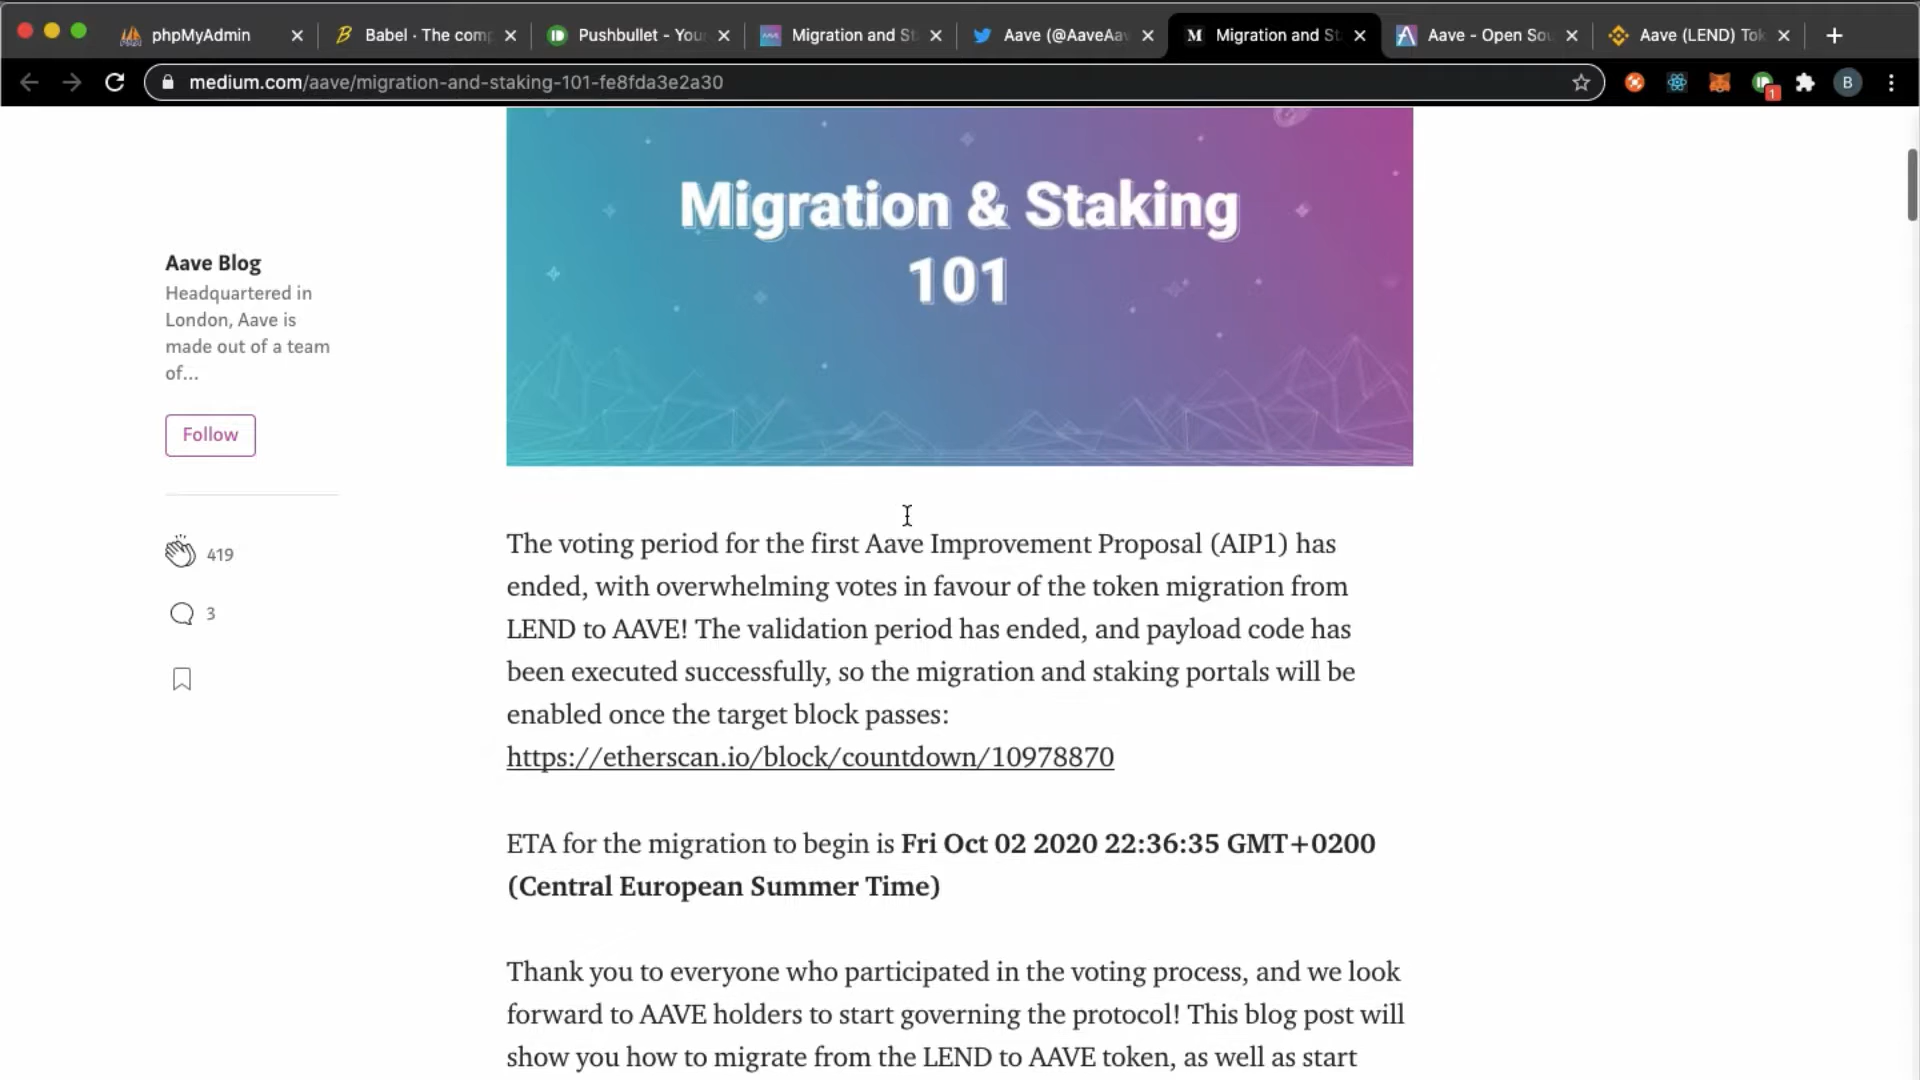 phpMyAdmin
Babel · The comp
Pushbullet - You
Migration and St
Aave (@AaveAa
Migration and St
Aave - Open So
Aave (LEND) Tok
medium.com/aave/migration-and-staking-101-fe8fda3e2a30
1
B
Migration & Staking
101
Aave Blog
Headquartered in
London, Aave is
made out of a team
of...
Follow
419
3
The voting period for the first Aave Improvement Proposal (AIP1) has
ended, with overwhelming votes in favour of the token migration from
LEND to AAVE! The validation period has ended, and payload code has
been executed successfully, so the migration and staking portals will be
enabled once the target block passes:
https://etherscan.io/block/countdown/10978870
ETA for the migration to begin is Fri Oct 02 2020 22:36:35 GMT+0200
(Central European Summer Time)
Thank you to everyone who participated in the voting process, and we look
forward to AAVE holders to start governing the protocol! This blog post will
show you how to migrate from the LEND to AAVE token, as well as start